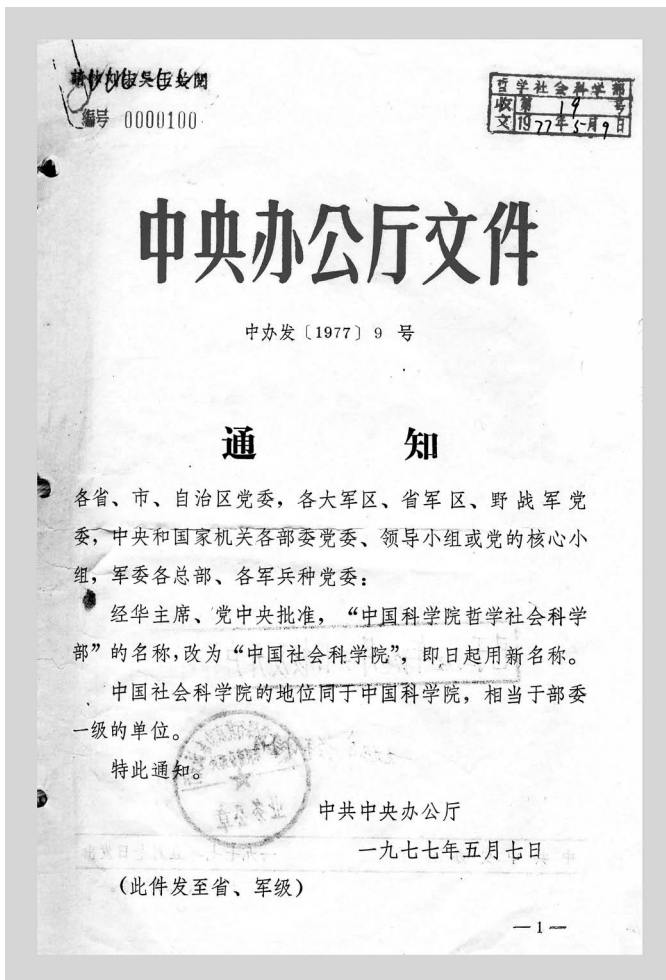 编号 0000100
哲学社会科学部
收 第 19 号
文 1977年5月9日
中央办公厅文件
中办发〔1977〕9 号
通 知
各省、市、自治区党委，各大军区、省军区、野战军党
委，中央和国家机关各部委党委、领导小组或党的核心小
组，军委各总部、各军兵种党委：
经华主席、党中央批准，“中国科学院哲学社会科学
部”的名称，改为“中国社会科学院”，即日起用新名称。
中国社会科学院的地位同于中国科学院，相当于部委
一级的单位。
特此通知。
中共中央办公厅
一九七七年五月七日
（此件发至省、军级）
—1—